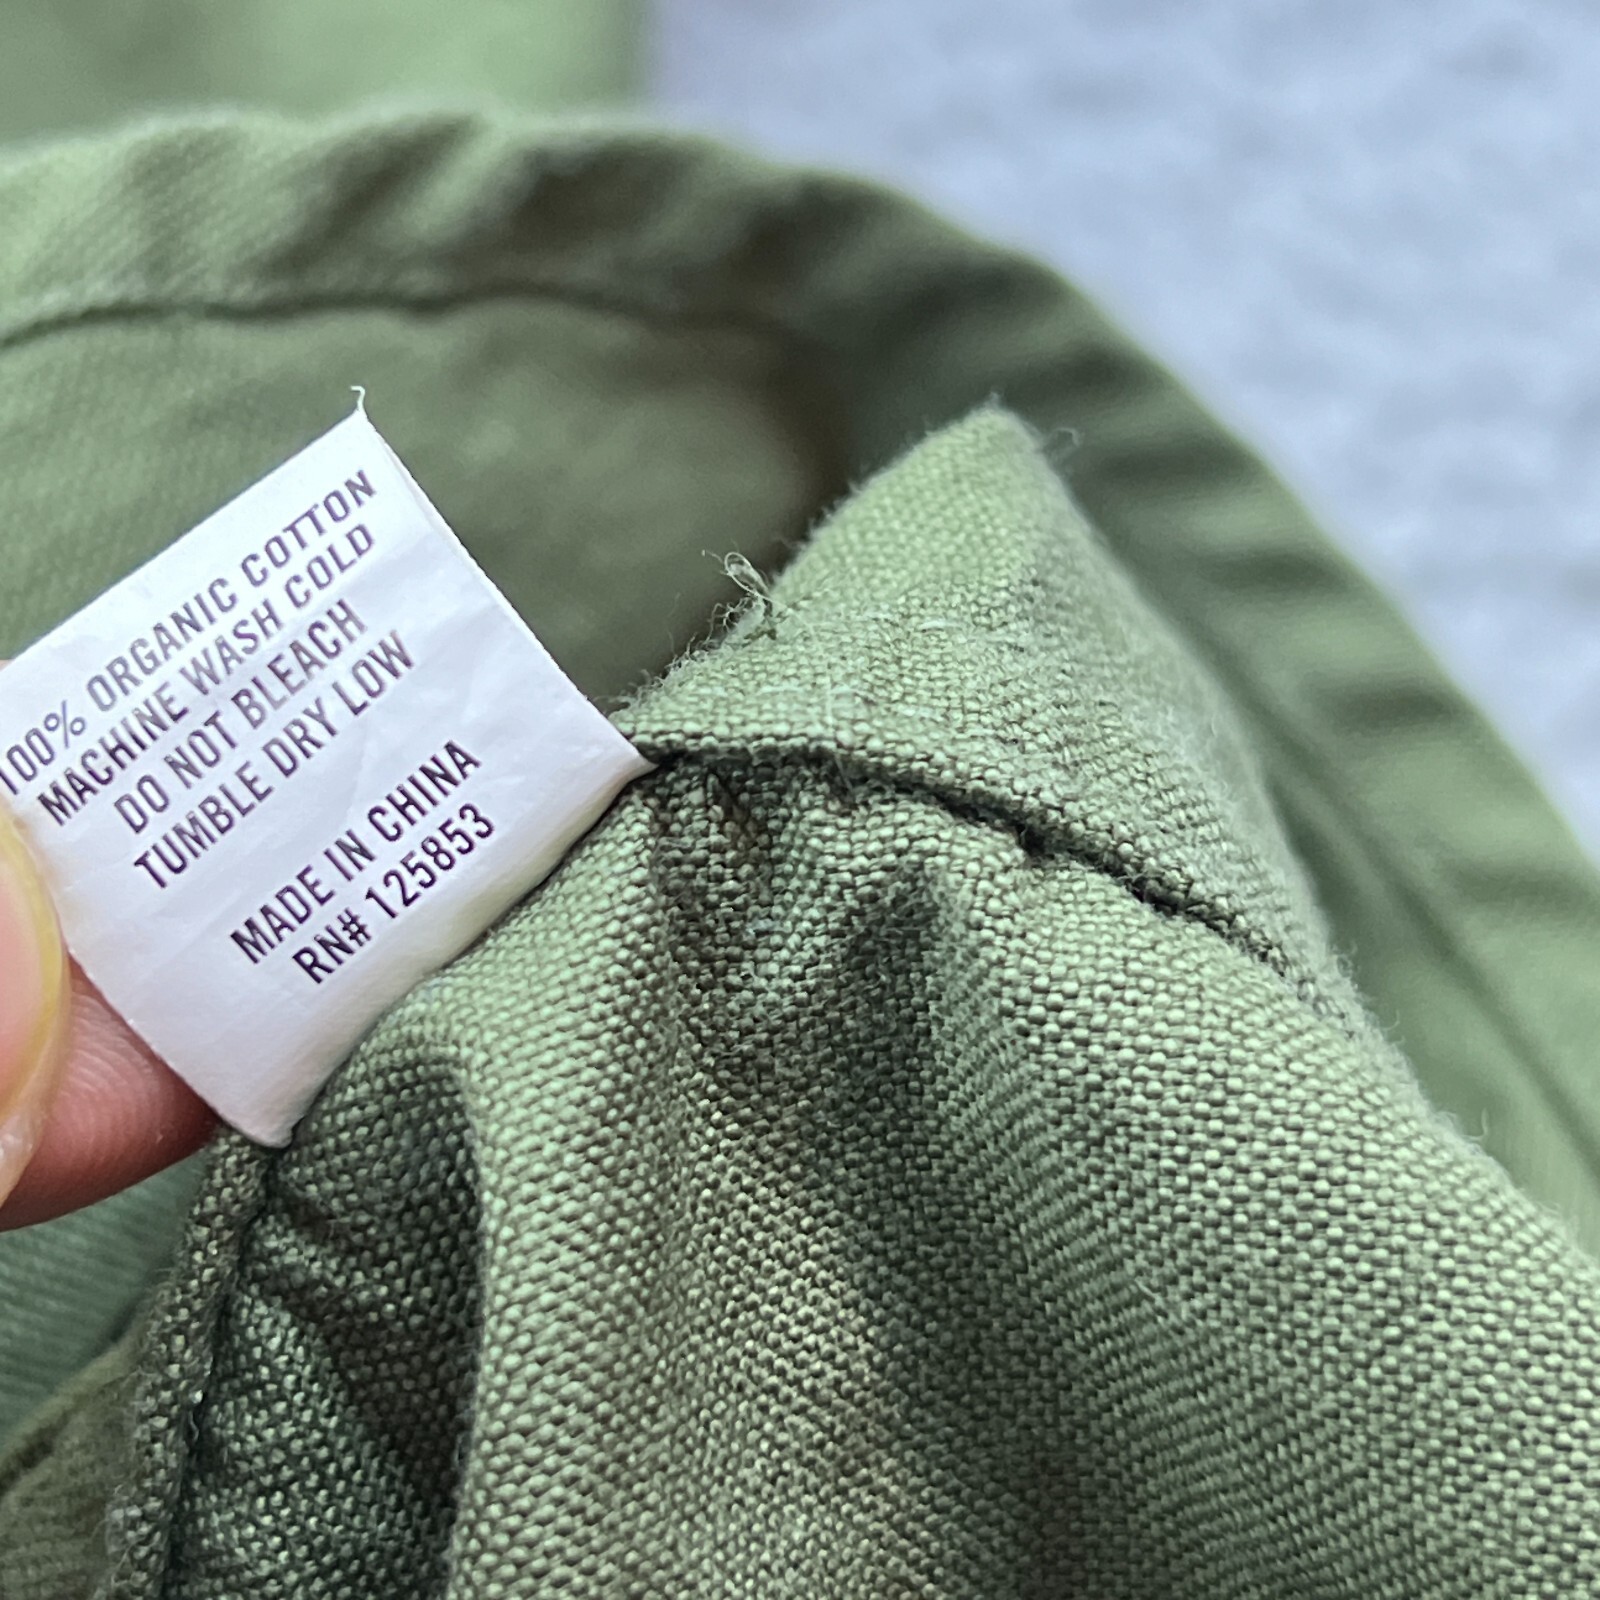 100% ORGANIC COTTON
MACHINE WASH COLD
DO NOT BLEACH
TUMBLE DRY LOW
MADE IN CHINA
RN# 125853